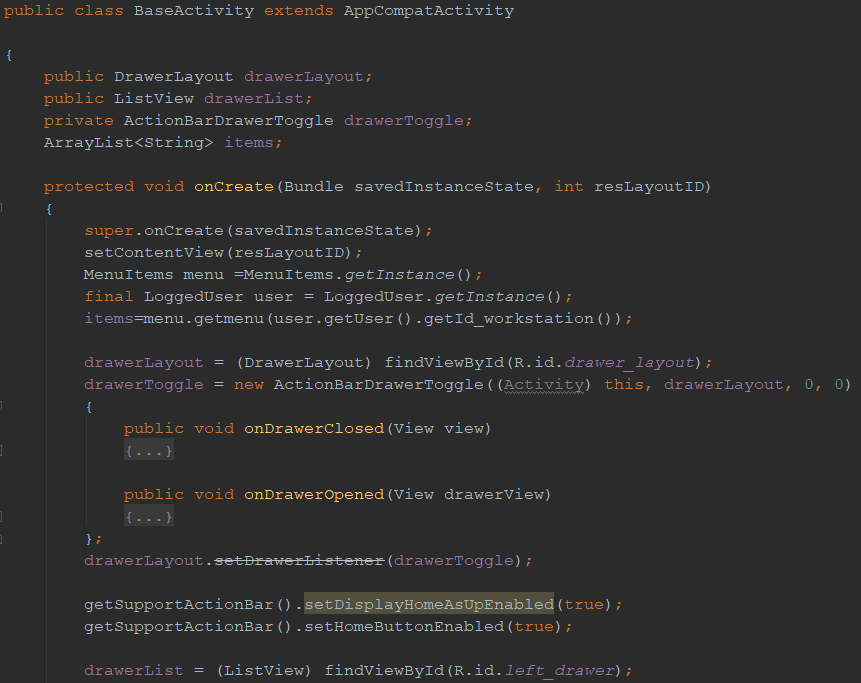 public class BaseActivity extends AppCompatActivity
{
public DrawerLayout drawerLayout;
public ListView drawerList;
private ActionBarDrawerToggle drawerToggle;
ArrayList<String> items;
protected void onCreate(Bundle savedInstanceState, int resLayoutID)
{
super.onCreate(savedInstanceState);
setContentView(resLayoutID);
MenuItems menu =MenuItems.getInstance();
final LoggedUser user = LoggedUser.getInstance();
items=menu.getmenu(user.getUser().getId_workstation());
drawerLayout = (DrawerLayout) findViewById(R.id.drawer_layout);
drawerToggle = new ActionBarDrawerToggle((Activity) this, drawerLayout, 0, 0)
{
public void onDrawerClosed(View view)
{...}
public void onDrawerOpened(View drawerView)
{...}
};
drawerLayout.setDrawerListener(drawerToggle);
getSupportActionBar().setDisplayHomeAsUpEnabled(true);
getSupportActionBar().setHomeButtonEnabled(true);
drawerList = (ListView) findViewById(R.id.left_drawer);